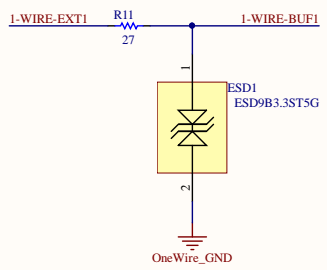 1-WIRE-EXT1 R11 1-WIRE-BUF1
27
1
ESD1
ESD9B3.3ST5G
2
OneWire_GND